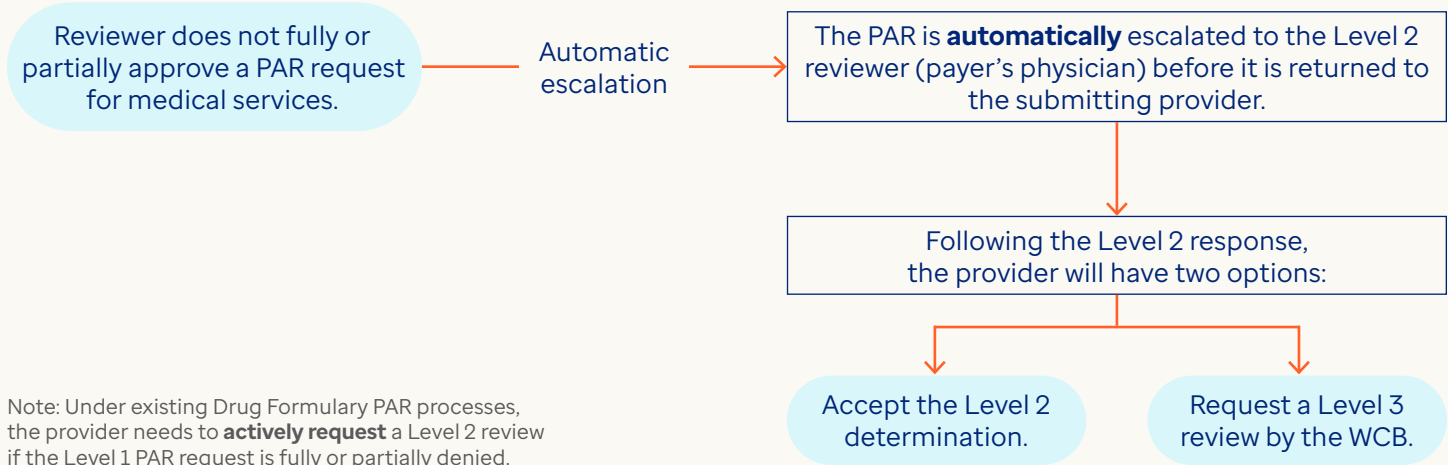 Reviewer does not fully or
partially approve a PAR request
for medical services.
Automatic
escalation
The PAR is automatically escalated to the Level 2
reviewer (payer’s physician) before it is returned to
the submitting provider.
Following the Level 2 response,
the provider will have two options:
Accept the Level 2
determination.
Request a Level 3
review by the WCB.
Note: Under existing Drug Formulary PAR processes,
the provider needs to actively request a Level 2 review
if the Level 1 PAR request is fully or partially denied.